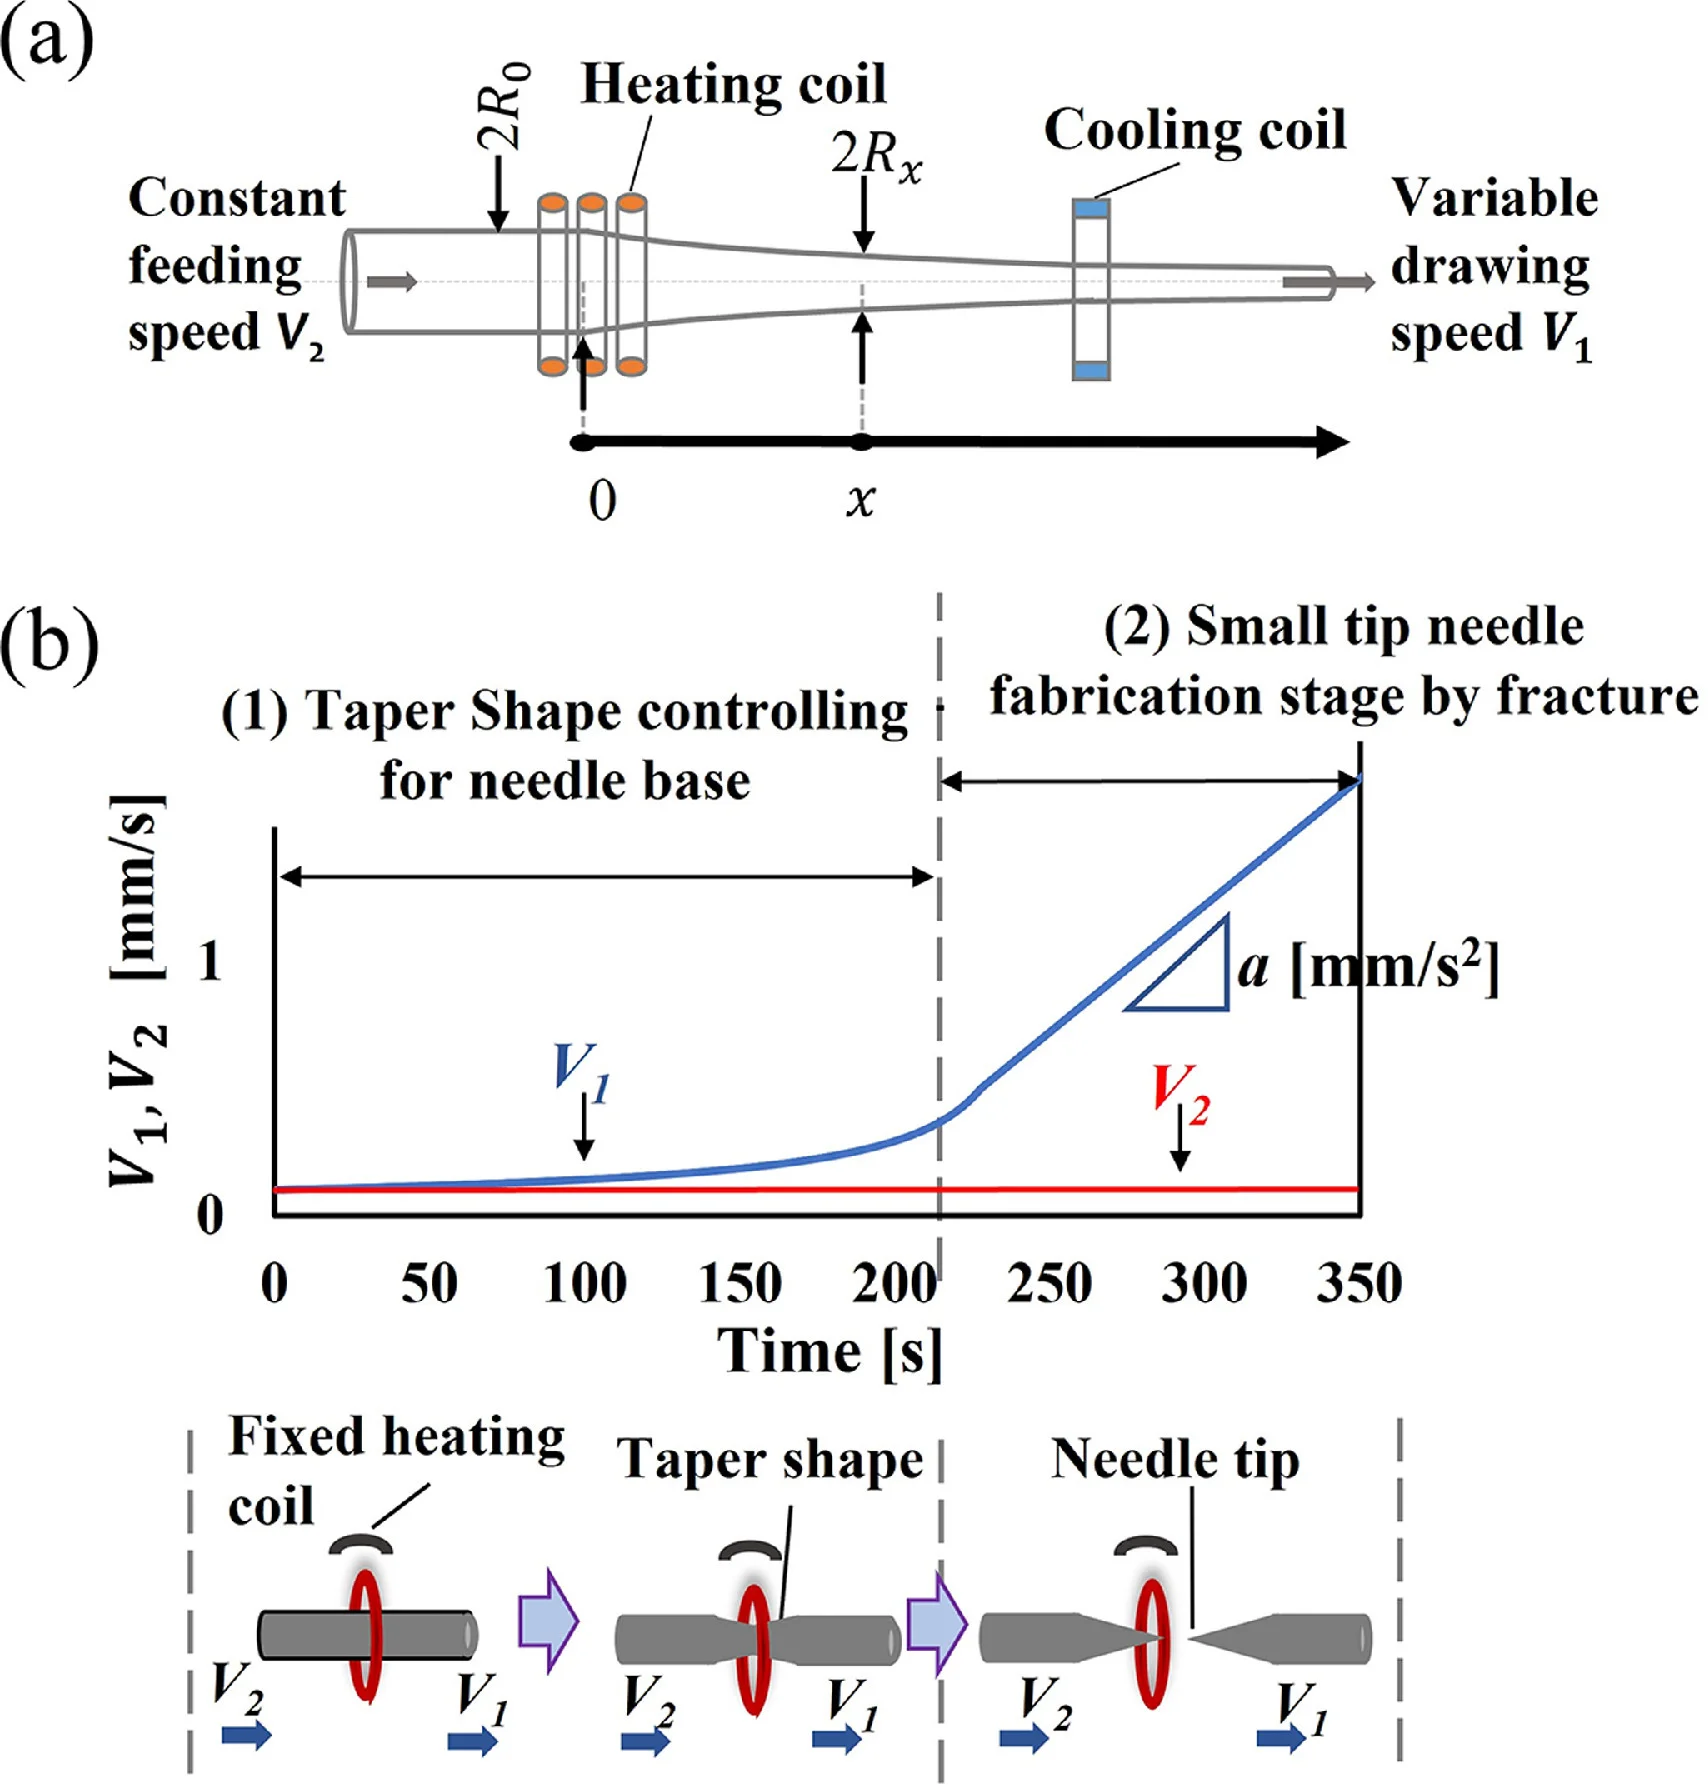 (a)
2R₀
Heating coil
2Rₓ
Cooling coil
Constant
feeding
speed V₂
Variable
drawing
speed V₁
0
x
(b)
(1) Taper Shape controlling
for needle base
(2) Small tip needle
fabrication stage by fracture
V₁, V₂ [mm/s]
1
0
V₁
V₂
a [mm/s²]
0 50 100 150 200 250 300 350
Time [s]
Fixed heating
coil
Taper shape
Needle tip
V₂ V₁ V₂ V₁ V₂ V₁